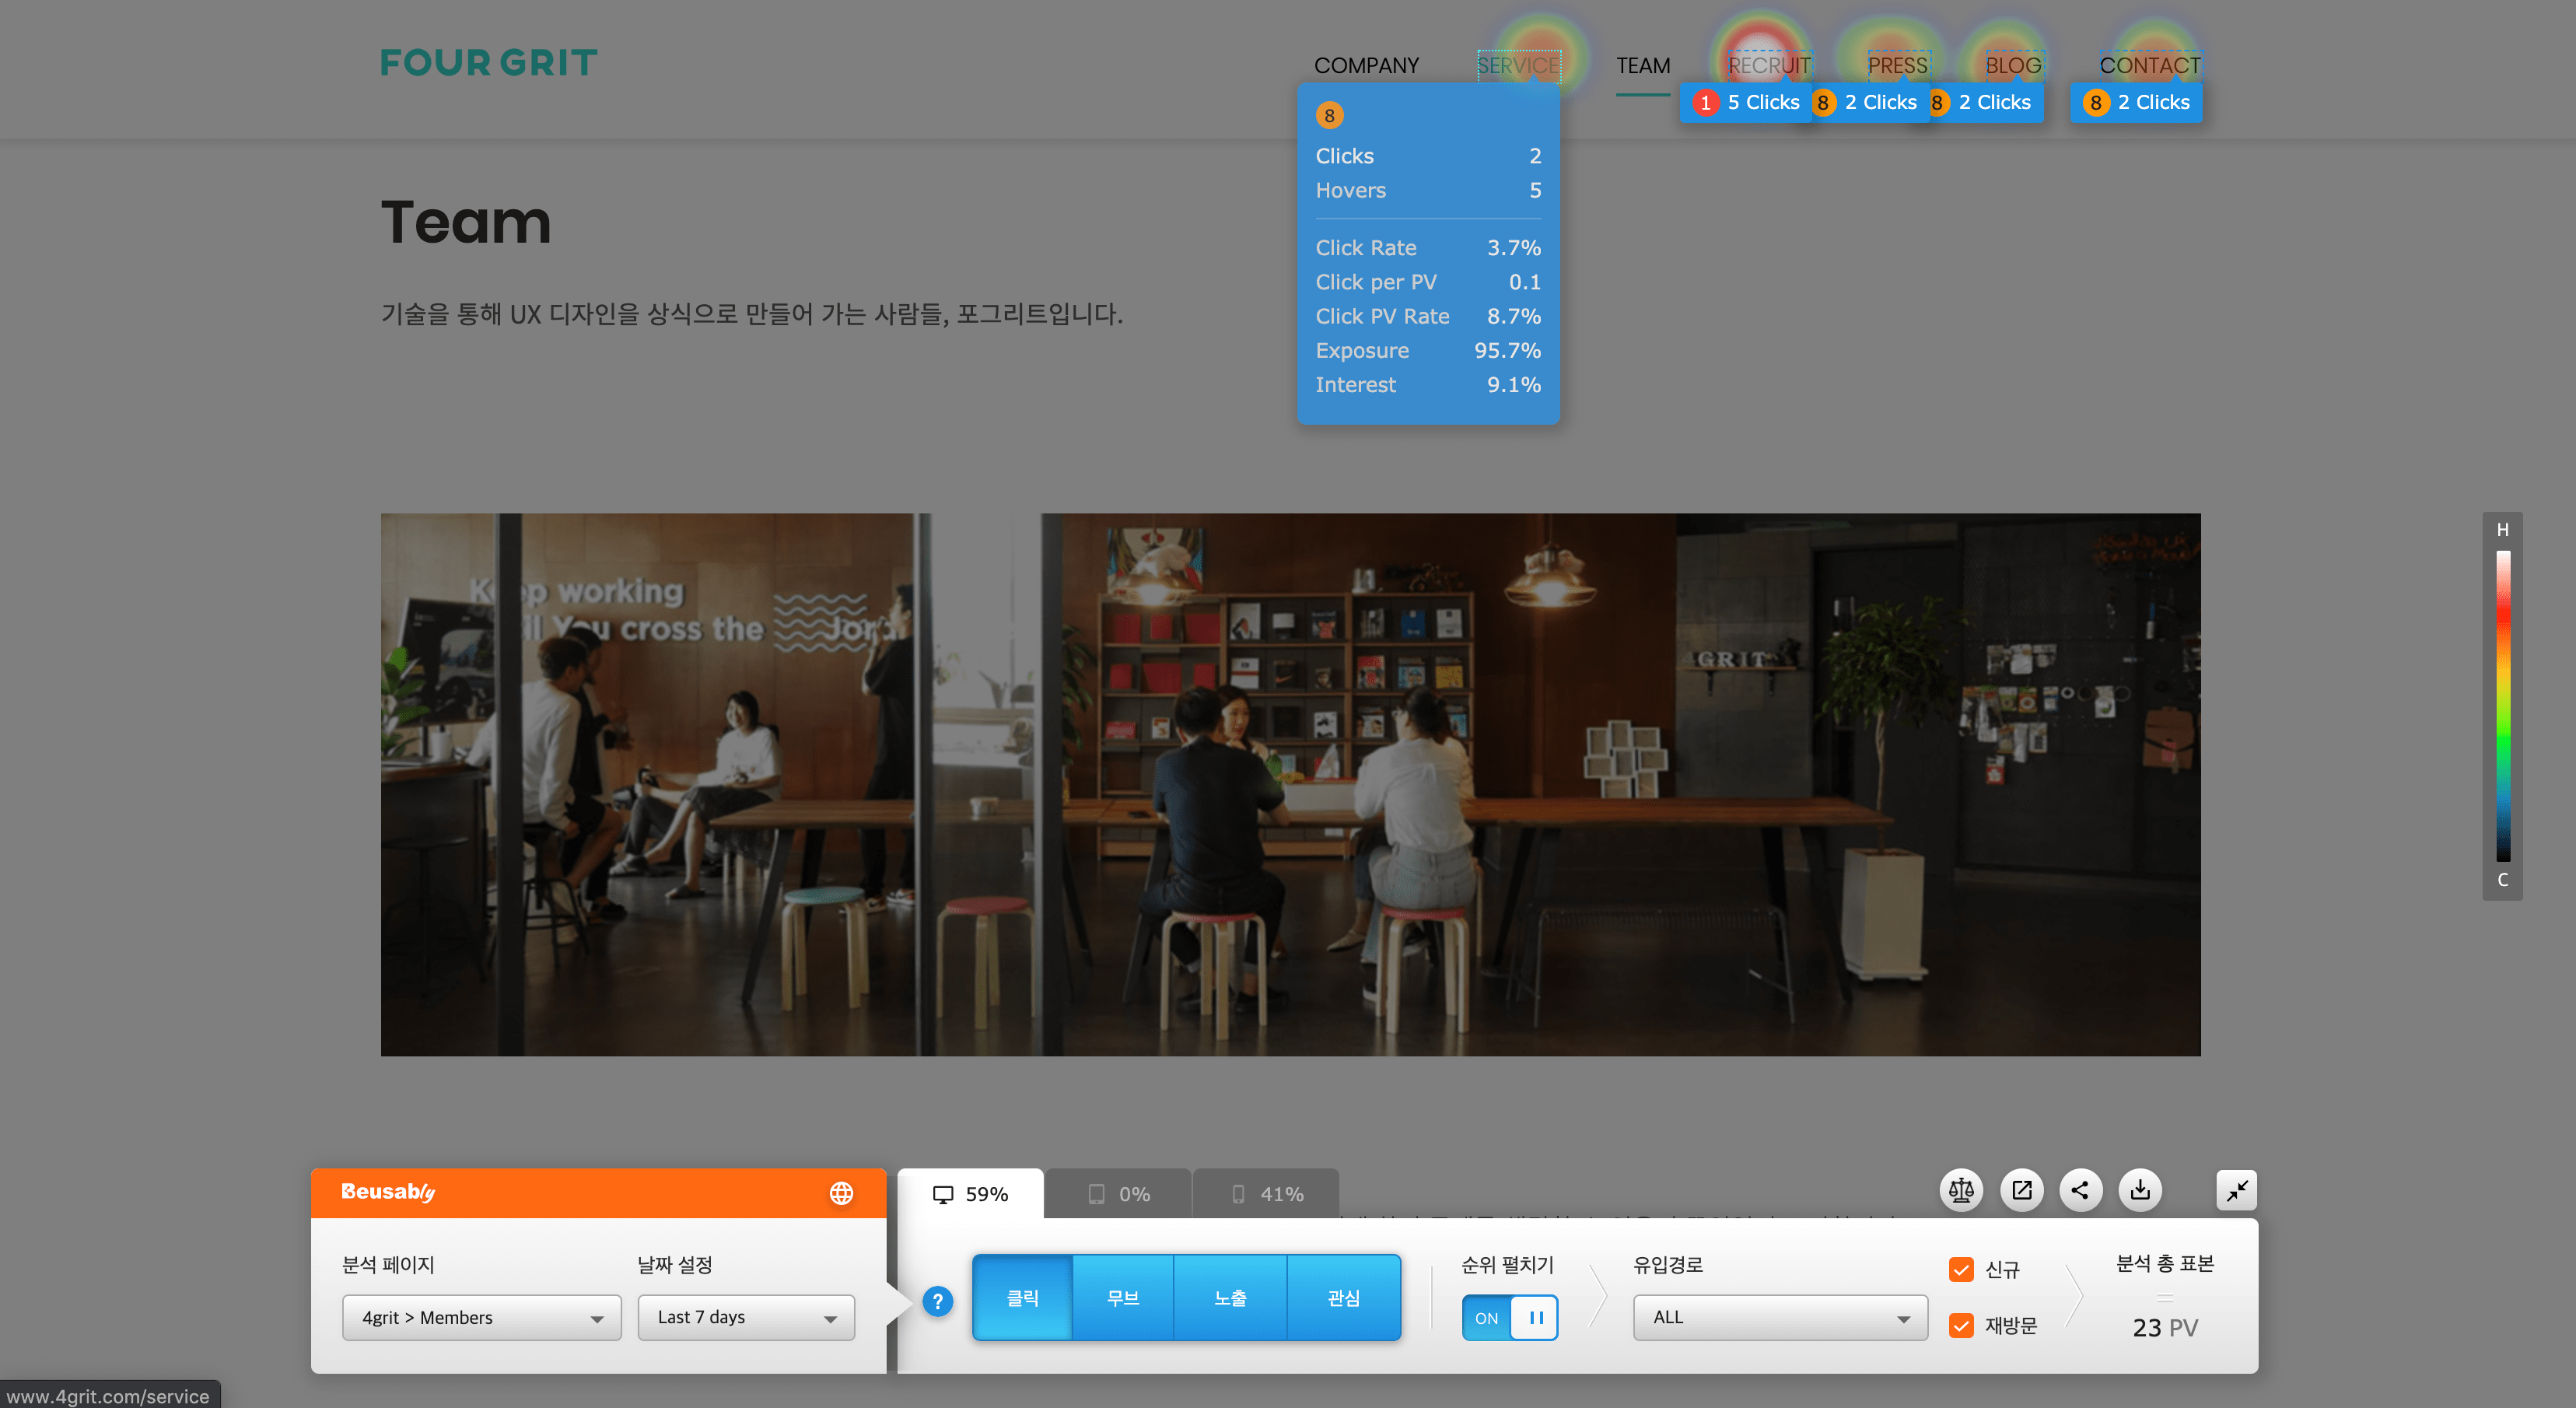 FOUR GRIT
COMPANY
SERVICE
TEAM
RECRUIT
PRESS
BLOG
CONTACT
1 5 Clicks
8 2 Clicks
8 2 Clicks
8 2 Clicks
8
Clicks 2
Hovers 5
Click Rate 3.7%
Click per PV 0.1
Click PV Rate 8.7%
Exposure 95.7%
Interest 9.1%
Team
기술을 통해 UX 디자인을 상식으로 만들어 가는 사람들, 포그리트입니다.
Keep working
You cross the
4GRIT
H
C
Beusably
59%
0%
41%
분석 페이지
4grit > Members
날짜 설정
Last 7 days
?
클릭
무브
노출
관심
순위 펼치기
ON
유입경로
ALL
신규
재방문
분석 총 표본
=
23 PV
www.4grit.com/service